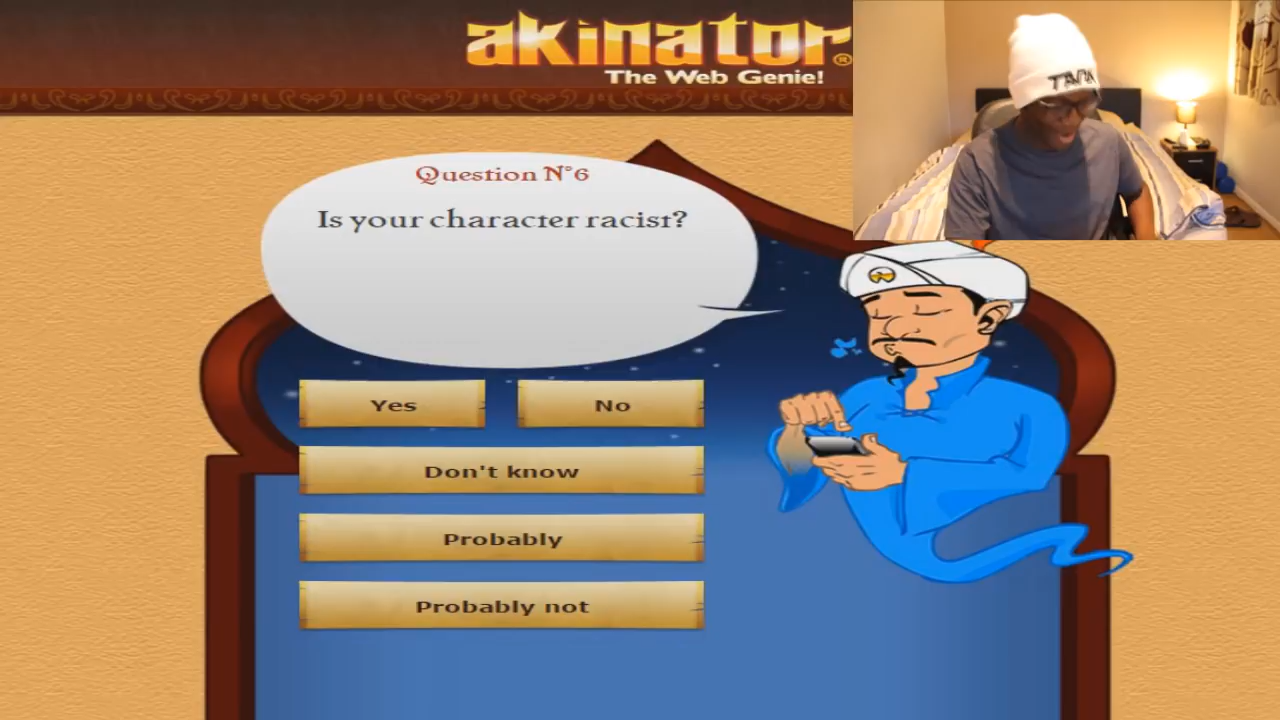 akinator®
The Web Genie!
Question N°6
Is your character racist?
Yes
No
Don't know
Probably
Probably not